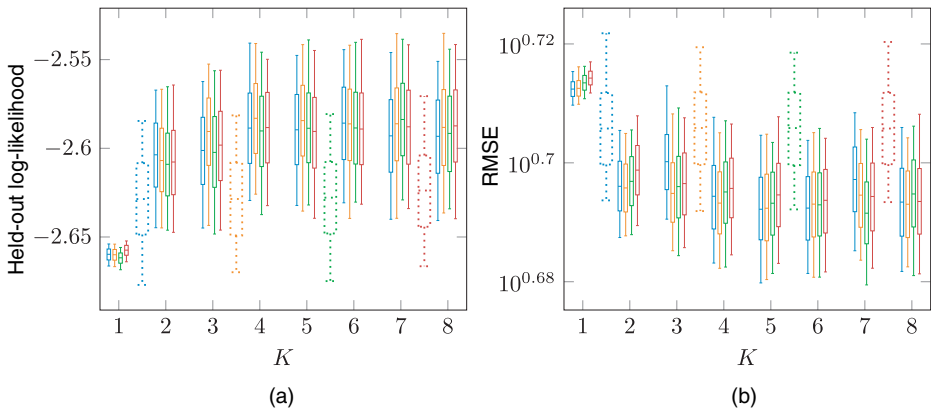 Held-out log-likelihood
−2.55
−2.6
−2.65
1 2 3 4 5 6 7 8
K
(a)
RMSE
10^0.72
10^0.7
10^0.68
1 2 3 4 5 6 7 8
K
(b)